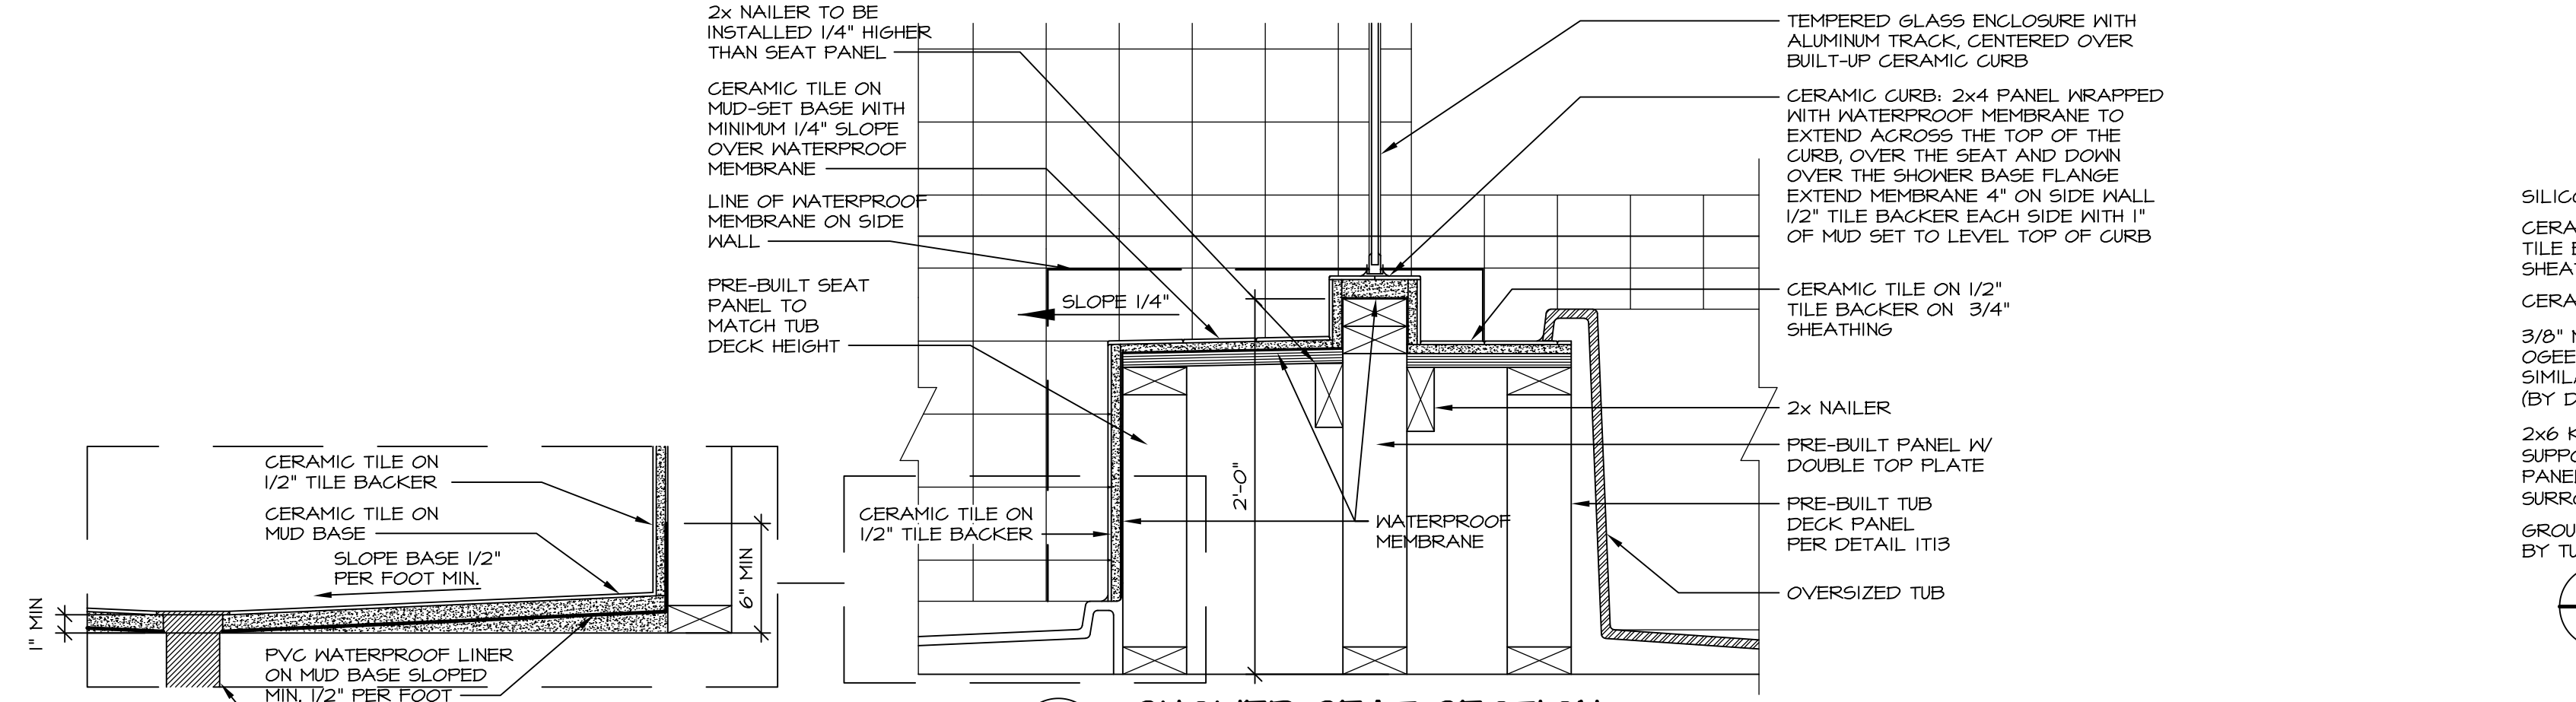 2x NAILER TO BE
INSTALLED 1/4" HIGHER
THAN SEAT PANEL
CERAMIC TILE ON
MUD-SET BASE WITH
MINIMUM 1/4" SLOPE
OVER WATERPROOF
MEMBRANE
LINE OF WATERPROOF
MEMBRANE ON SIDE
WALL
PRE-BUILT SEAT
PANEL TO
MATCH TUB
DECK HEIGHT
SLOPE 1/4"
2'-0"
CERAMIC TILE ON
1/2" TILE BACKER
WATERPROOF
MEMBRANE
TEMPERED GLASS ENCLOSURE WITH
ALUMINUM TRACK, CENTERED OVER
BUILT-UP CERAMIC CURB
CERAMIC CURB: 2x4 PANEL WRAPPED
WITH WATERPROOF MEMBRANE TO
EXTEND ACROSS THE TOP OF THE
CURB, OVER THE SEAT AND DOWN
OVER THE SHOWER BASE FLANGE
EXTEND MEMBRANE 4" ON SIDE WALL
1/2" TILE BACKER EACH SIDE WITH 1"
OF MUD SET TO LEVEL TOP OF CURB
CERAMIC TILE ON 1/2"
TILE BACKER ON 3/4"
SHEATHING
2x NAILER
PRE-BUILT PANEL W/
DOUBLE TOP PLATE
PRE-BUILT TUB
DECK PANEL
PER DETAIL 1T13
OVERSIZED TUB
CERAMIC TILE ON
1/2" TILE BACKER
CERAMIC TILE ON
MUD BASE
SLOPE BASE 1/2"
PER FOOT MIN.
6" MIN
1" MIN
PVC WATERPROOF LINER
ON MUD BASE SLOPED
MIN. 1/2" PER FOOT
TILE
3/8"
(BY
2x6
BY